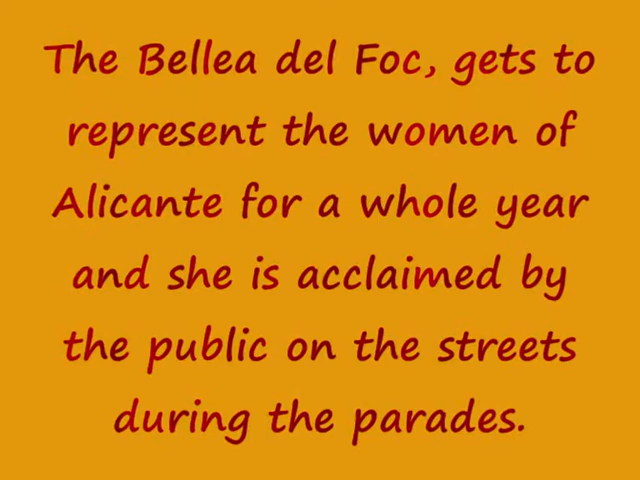 The Bellea del Foc, gets to
represent the women of
Alicante for a whole year
and she is acclaimed by
the public on the streets
during the parades.